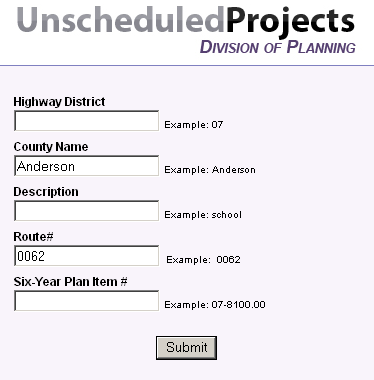 UnscheduledProjects
DIVISION OF PLANNING
Highway District
Example: 07
County Name
Anderson Example: Anderson
Description
Example: school
Route#
0062 Example: 0062
Six-Year Plan Item #
Example: 07-8100.00
Submit